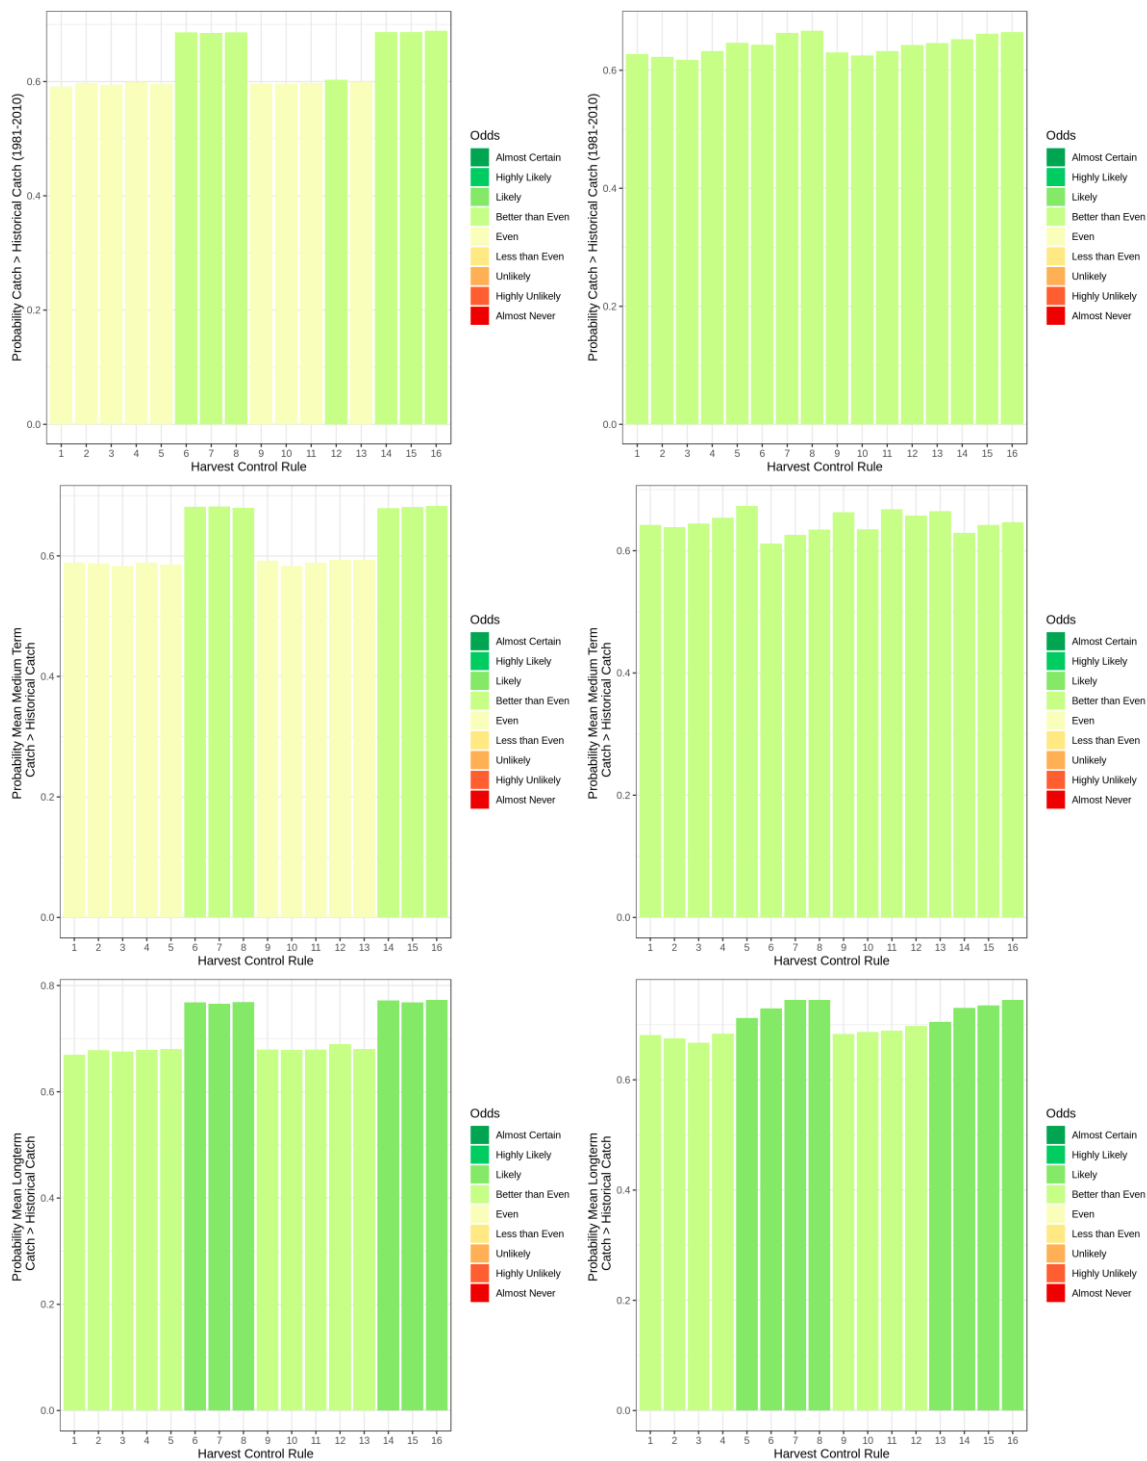 Probability Catch > Historical Catch (1981-2010)
0.6
0.4
0.2
0.0
1 2 3 4 5 6 7 8 9 10 11 12 13 14 15 16
Harvest Control Rule
Odds
Almost Certain
Highly Likely
Likely
Better than Even
Even
Less than Even
Unlikely
Highly Unlikely
Almost Never
Probability Catch > Historical Catch (1981-2010)
0.6
0.4
0.2
0.0
1 2 3 4 5 6 7 8 9 10 11 12 13 14 15 16
Harvest Control Rule
Odds
Almost Certain
Highly Likely
Likely
Better than Even
Even
Less than Even
Unlikely
Highly Unlikely
Almost Never
Probability Mean Medium Term
Catch > Historical Catch
0.6
0.4
0.2
0.0
1 2 3 4 5 6 7 8 9 10 11 12 13 14 15 16
Harvest Control Rule
Odds
Almost Certain
Highly Likely
Likely
Better than Even
Even
Less than Even
Unlikely
Highly Unlikely
Almost Never
Probability Mean Medium Term
Catch > Historical Catch
0.6
0.4
0.2
0.0
1 2 3 4 5 6 7 8 9 10 11 12 13 14 15 16
Harvest Control Rule
Odds
Almost Certain
Highly Likely
Likely
Better than Even
Even
Less than Even
Unlikely
Highly Unlikely
Almost Never
Probability Mean Longterm
Catch > Historical Catch
0.8
0.6
0.4
0.2
0.0
1 2 3 4 5 6 7 8 9 10 11 12 13 14 15 16
Harvest Control Rule
Odds
Almost Certain
Highly Likely
Likely
Better than Even
Even
Less than Even
Unlikely
Highly Unlikely
Almost Never
Probability Mean Longterm
Catch > Historical Catch
0.6
0.4
0.2
0.0
1 2 3 4 5 6 7 8 9 10 11 12 13 14 15 16
Harvest Control Rule
Odds
Almost Certain
Highly Likely
Likely
Better than Even
Even
Less than Even
Unlikely
Highly Unlikely
Almost Never